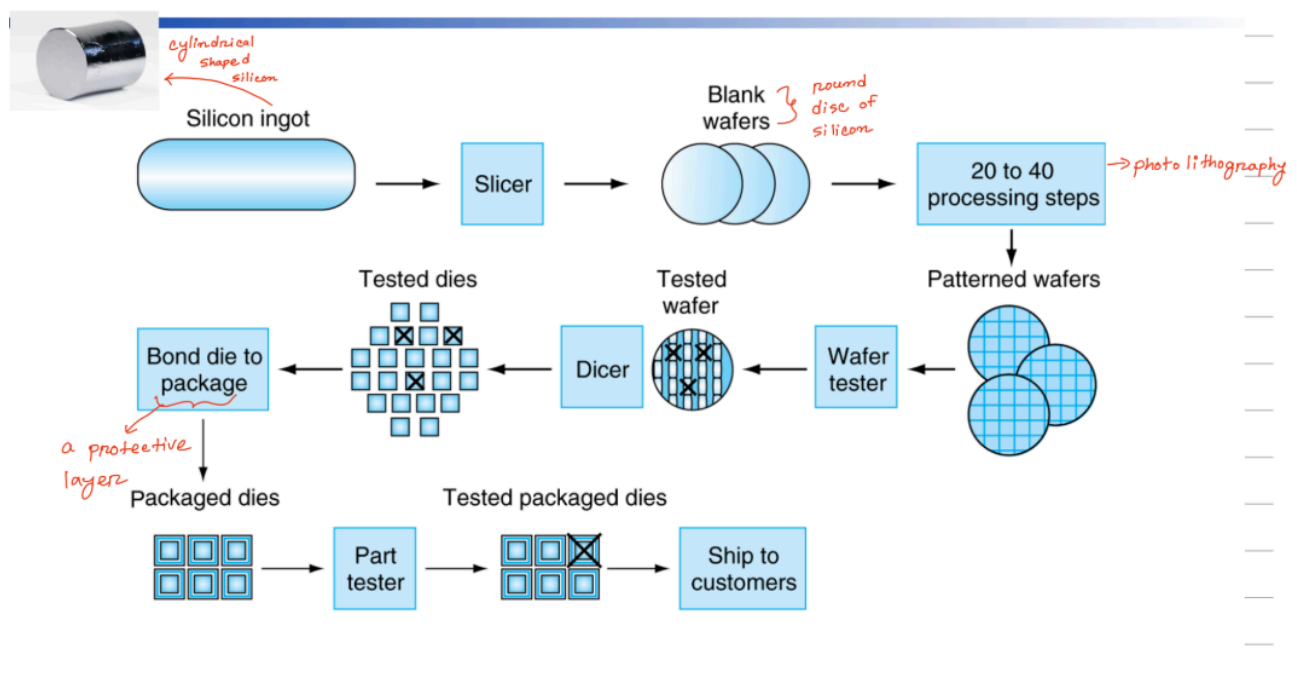 cylindrical
shaped
silicon
Silicon ingot
Slicer
Blank
wafers
round
disc of
silicon
20 to 40
processing steps
photolithography
Patterned wafers
Wafer
tester
Tested
wafer
Dicer
Tested dies
Bond die to
package
a protective
layer
Packaged dies
Part
tester
Tested packaged dies
Ship to
customers